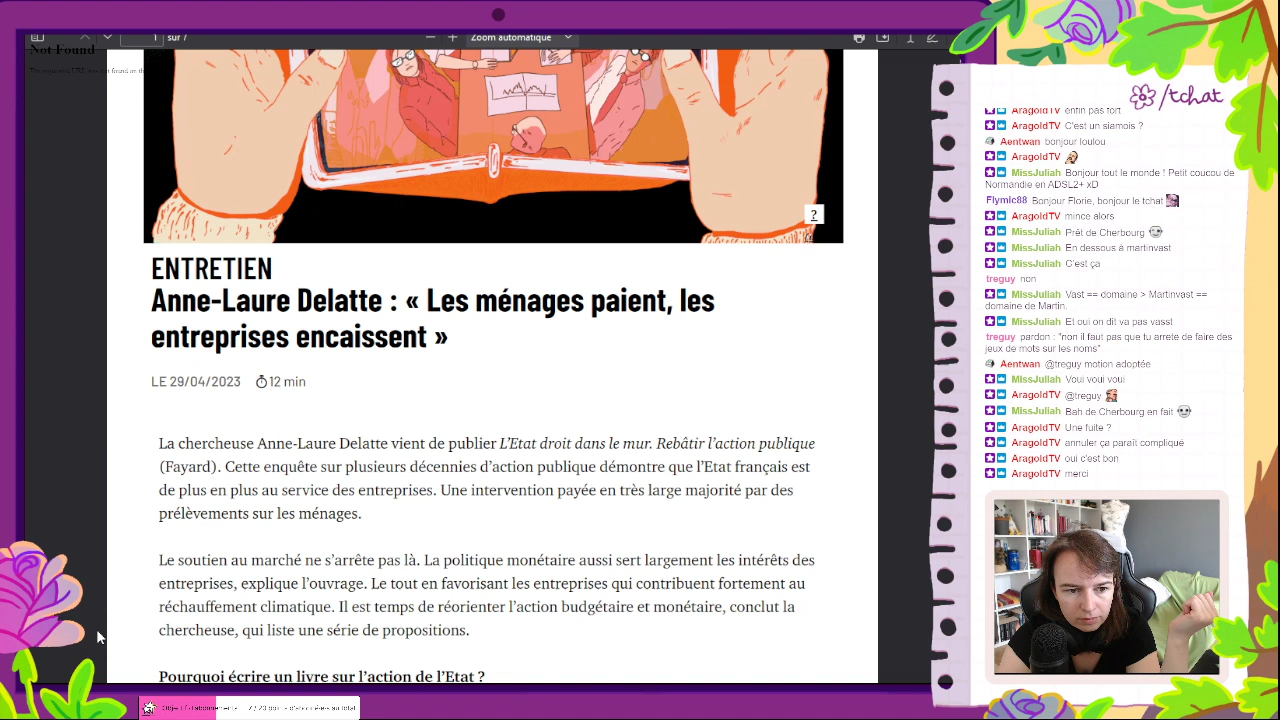 1 sur 7
Zoom automatique
Not Found
?
ENTRETIEN
Anne-Laure Delatte : « Les ménages paient, les
entreprises encaissent »
LE 29/04/2023 12 min
La chercheuse Anne-Laure Delatte vient de publier L’Etat droit dans le mur. Rebâtir l’action publique
(Fayard). Cette enquête sur plusieurs décennies d’action publique démontre que l’Etat français est
de plus en plus au service des entreprises. Une intervention payée en très large majorité par des
prélèvements sur les ménages.
Le soutien au marché ne s’arrête pas là. La politique monétaire aussi sert largement les intérêts des
entreprises, explique l’ouvrage. Le tout en favorisant les entreprises qui contribuent fortement au
réchauffement climatique. Il est temps de réorienter l’action budgétaire et monétaire, conclut la
chercheuse, qui liste une série de propositions.
Pourquoi écrire un livre sur l’action de l’Etat ?
/tchat
AragoldTV enfin pas fort
AragoldTV C'est un siamois ?
Aentwan bonjour loulou
AragoldTV
MissJuliah Bonjour tout le monde ! Petit coucou de
Normandie en ADSL2+ xD
Flymic88 Bonjour Florie, bonjour le tchat
AragoldTV mince alors
MissJuliah Prêt de Cherbourg
MissJuliah En dessous à martinvast
MissJuliah C'est ça
treguy non
MissJuliah Vast == domaine > Martinvast ==
domaine de Martin.
MissJuliah Et oui on dit va pas vasst
treguy pardon : "non il faut pas que tu arrete de faire des
jeux de mots sur les noms"
Aentwan @treguy motion adoptée
MissJuliah Voui voui voui
AragoldTV @treguy
MissJuliah Bah de Cherbourg en fait
AragoldTV Une fuite ?
AragoldTV annuler ça paraît compliqué
AragoldTV oui c'est bon
AragoldTV merci